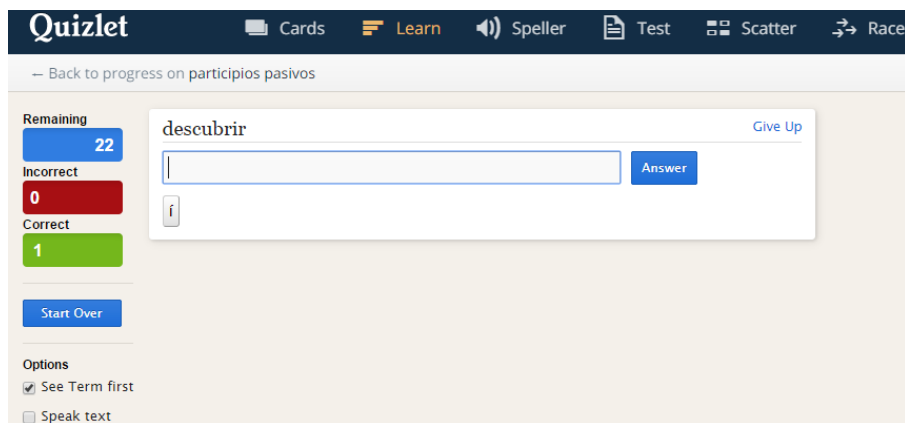 Quizlet
Cards
Learn
Speller
Test
Scatter
Race
← Back to progress on participios pasivos
Remaining
22
Incorrect
0
Correct
1
Start Over
Options
See Term first
Speak text
descubrir
Give Up
Answer
í